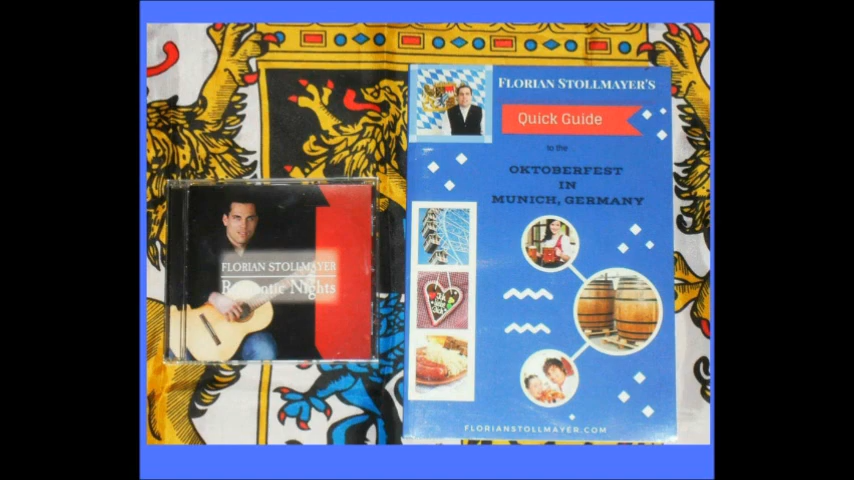 FLORIAN STOLLMAYER
Romantic Nights
FLORIAN STOLLMAYER'S
Quick Guide
to the
OKTOBERFEST
IN
MUNICH, GERMANY
FLORIANSTOLLMAYER.COM